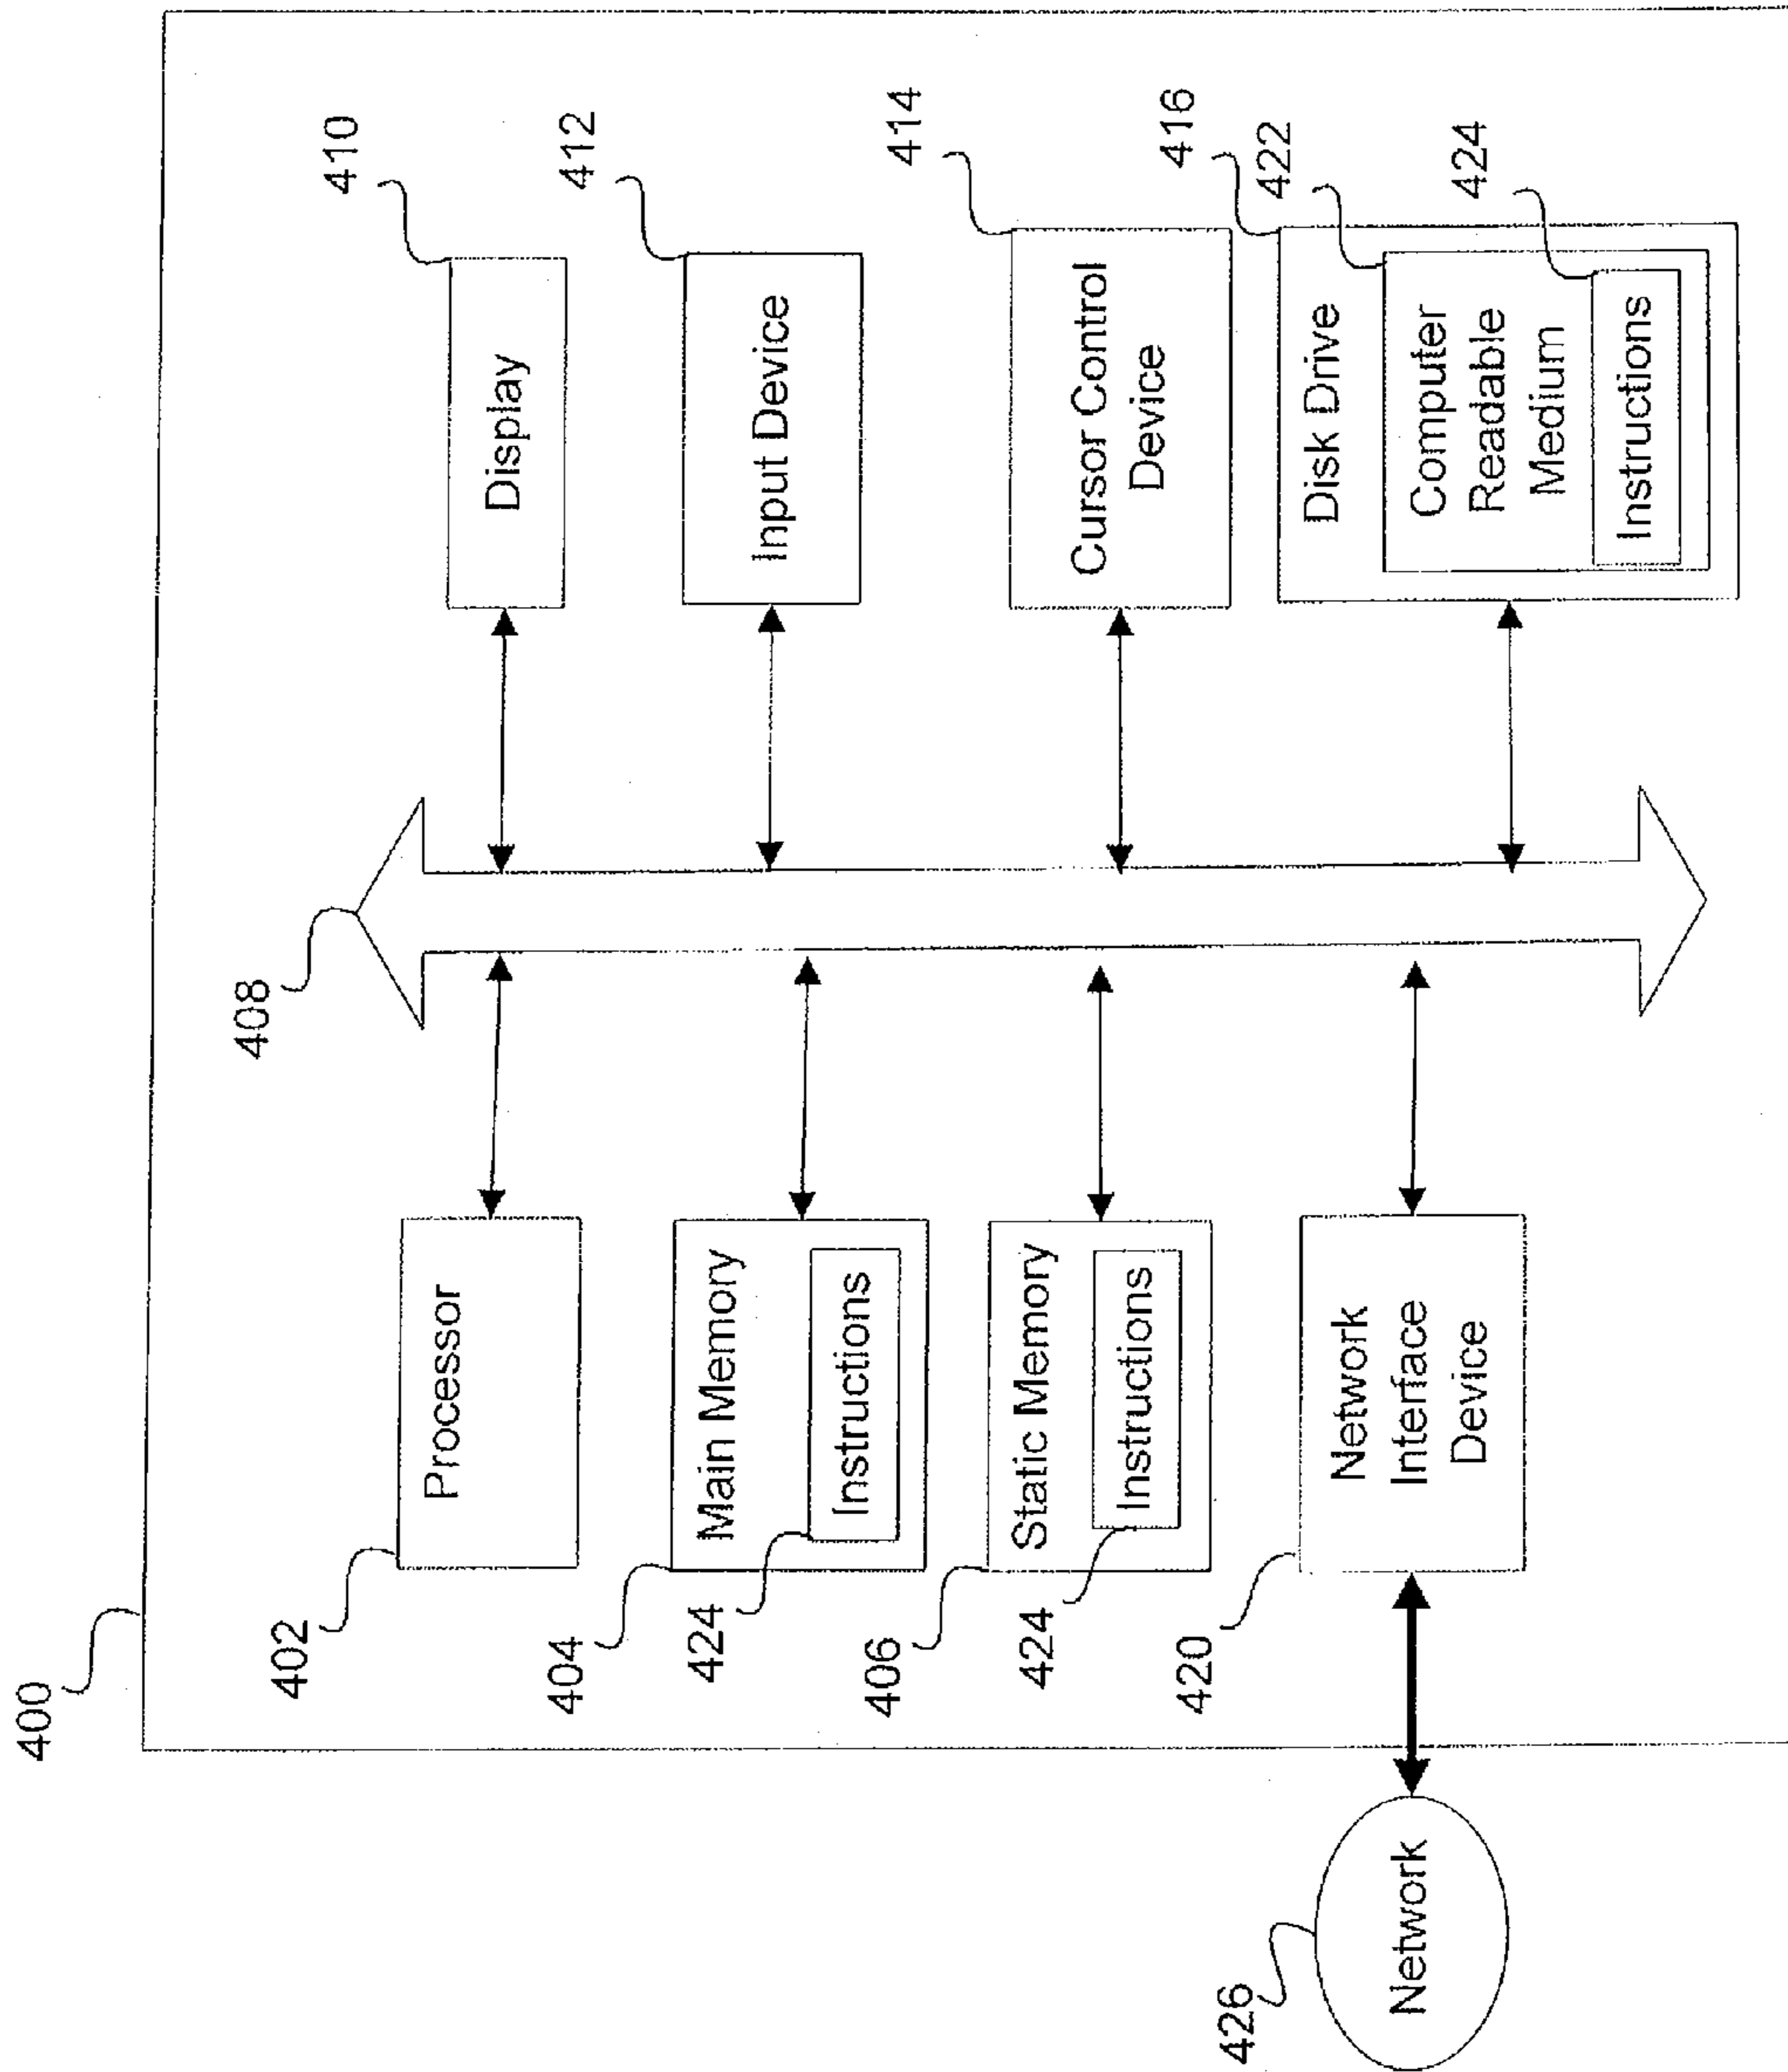 400
408
402
Processor
410
Display
404
Main Memory
424
Instructions
412
Input Device
406
Static Memory
424
Instructions
414
Cursor Control
Device
420
Network
Interface
Device
416
Disk Drive
422
Computer
Readable
Medium
424
Instructions
426
Network